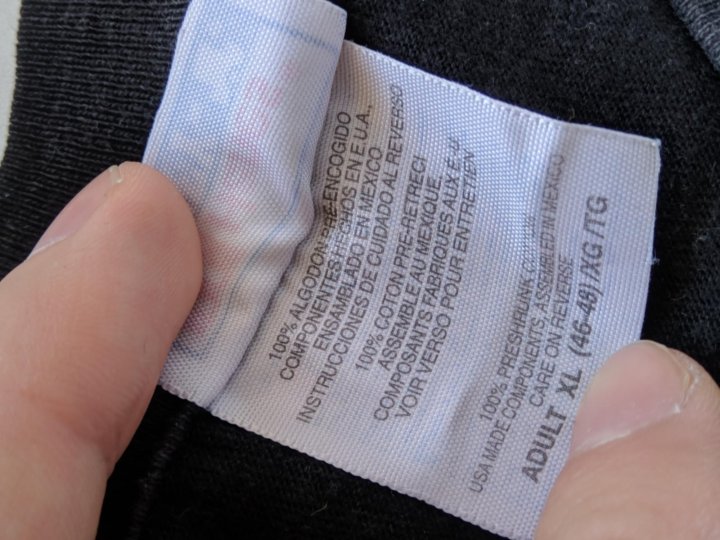 100% ALGODON PRE-ENCOGIDO
COMPONENTES HECHOS EN E.U.A.,
ENSAMBLADO EN MEXICO
INSTRUCCIONES DE CUIDADO AL REVERSO
100% COTON PRE-RETRECI
ASSEMBLE AU MEXIQUE,
COMPOSANTS FABRIQUES AUX E-U
VOIR VERSO POUR ENTRETIEN
100% PRESHRUNK
USA MADE COMPONENTS, ASSEMBLED IN MEXICO
CARE ON REVERSE
ADULT XL (46-48) /XG /TG